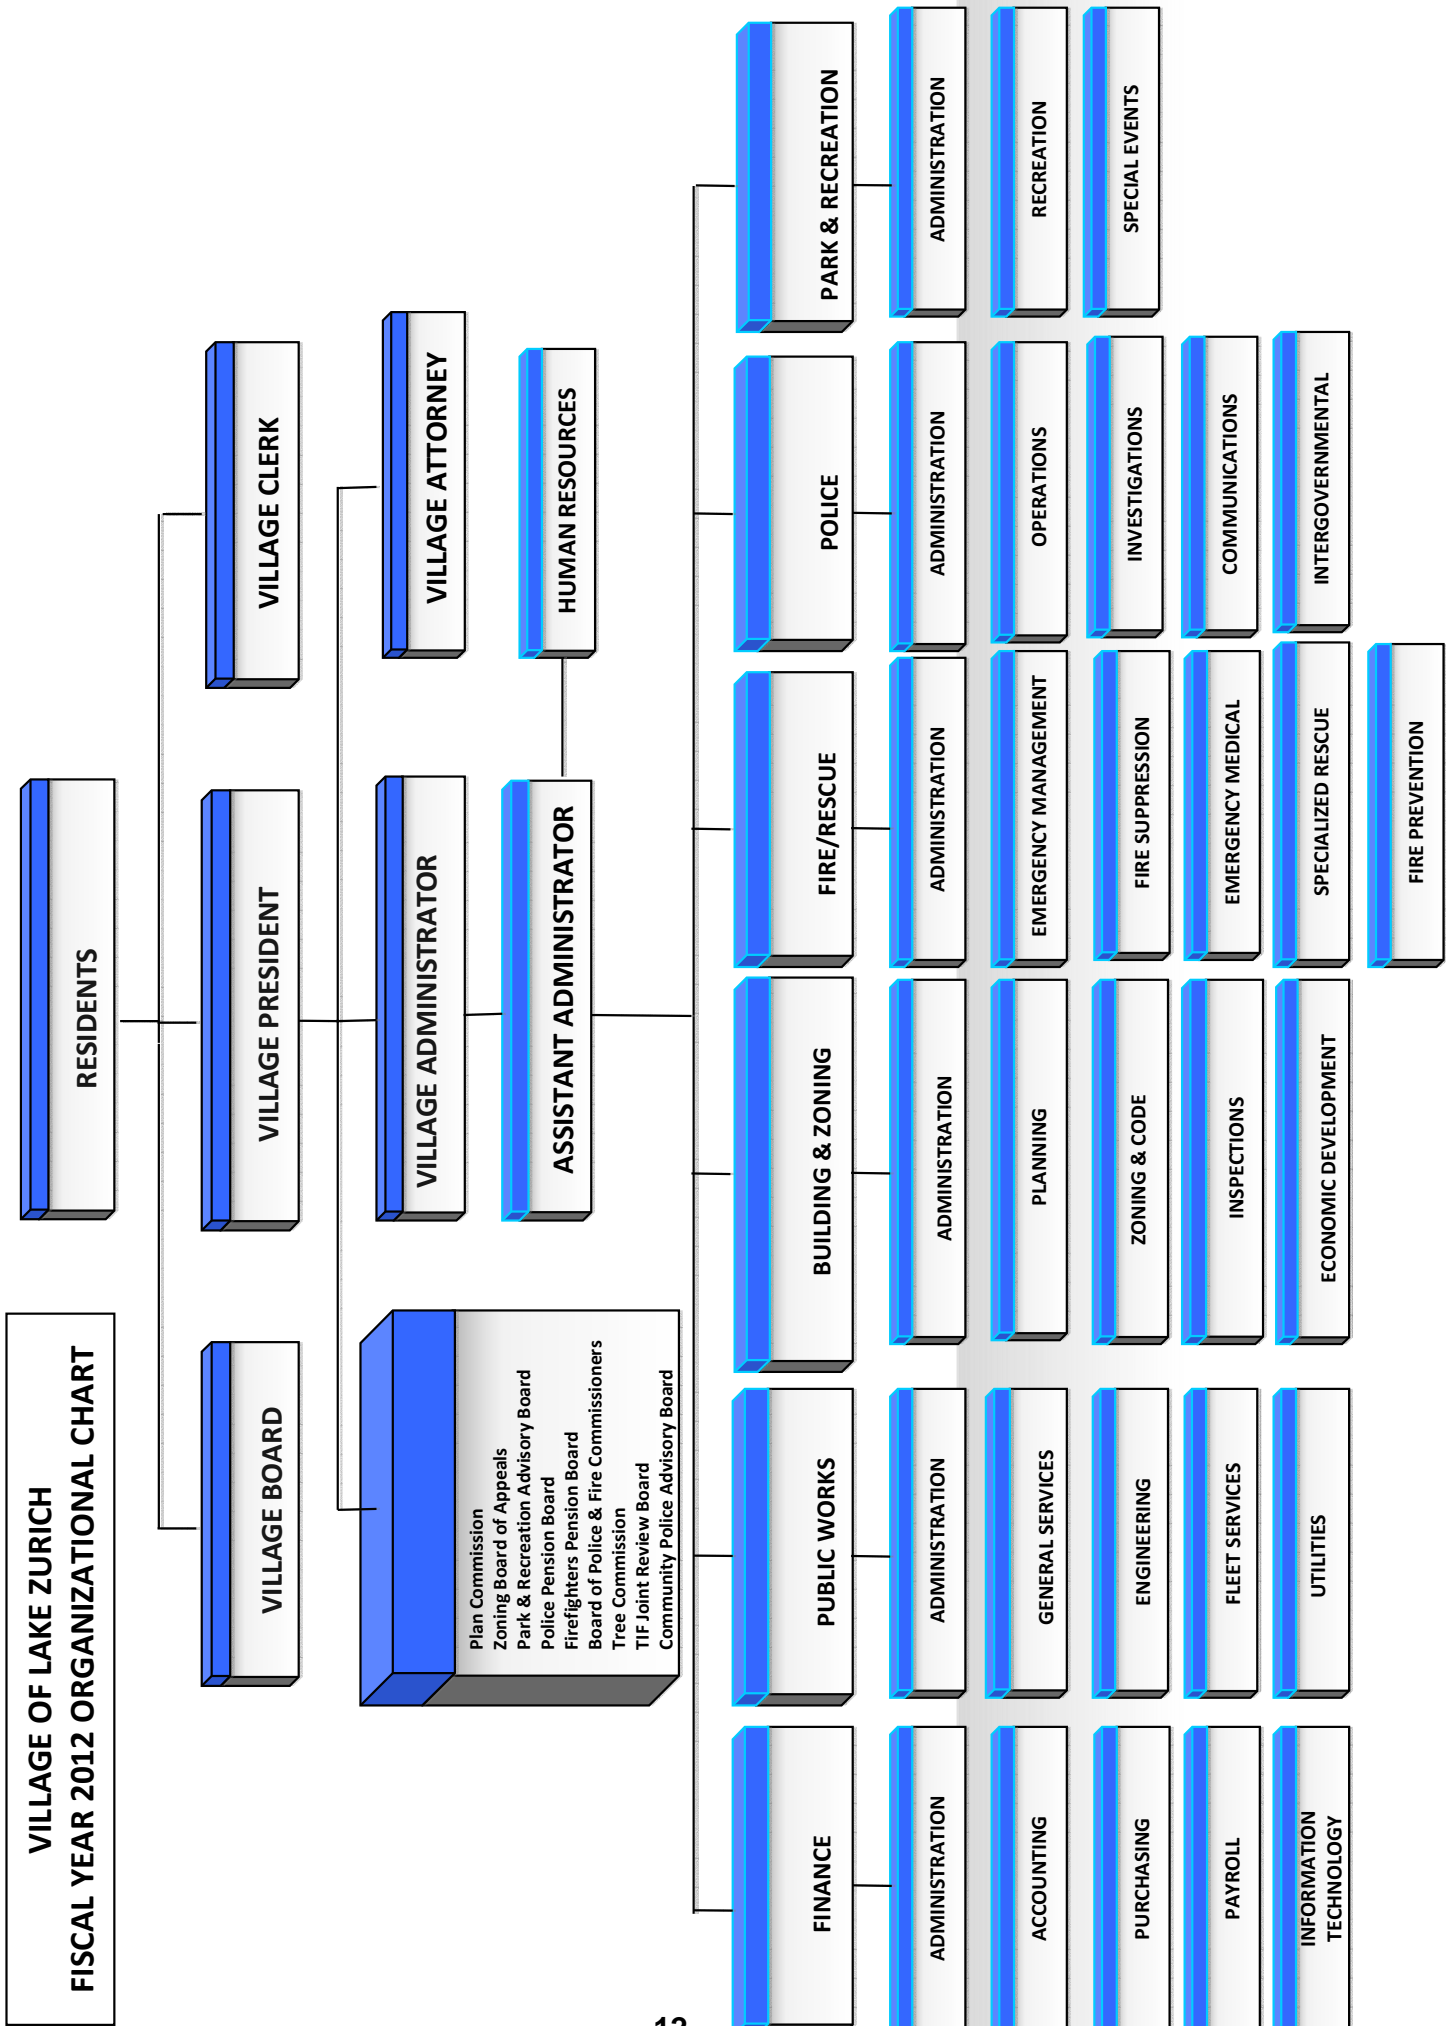 VILLAGE OF LAKE ZURICH
FISCAL YEAR 2012 ORGANIZATIONAL CHART
RESIDENTS
VILLAGE BOARD
VILLAGE PRESIDENT
VILLAGE CLERK
Plan Commission
Zoning Board of Appeals
Park & Recreation Advisory Board
Police Pension Board
Firefighters Pension Board
Board of Police & Fire Commissioners
Tree Commission
TIF Joint Review Board
Community Police Advisory Board
VILLAGE ADMINISTRATOR
VILLAGE ATTORNEY
ASSISTANT ADMINISTRATOR
HUMAN RESOURCES
FINANCE
ADMINISTRATION
ACCOUNTING
PURCHASING
PAYROLL
INFORMATION
TECHNOLOGY
PUBLIC WORKS
ADMINISTRATION
GENERAL SERVICES
ENGINEERING
FLEET SERVICES
UTILITIES
BUILDING & ZONING
ADMINISTRATION
PLANNING
ZONING & CODE
INSPECTIONS
ECONOMIC DEVELOPMENT
FIRE/RESCUE
ADMINISTRATION
EMERGENCY MANAGEMENT
FIRE SUPPRESSION
EMERGENCY MEDICAL
SPECIALIZED RESCUE
FIRE PREVENTION
POLICE
ADMINISTRATION
OPERATIONS
INVESTIGATIONS
COMMUNICATIONS
INTERGOVERNMENTAL
PARK & RECREATION
ADMINISTRATION
RECREATION
SPECIAL EVENTS